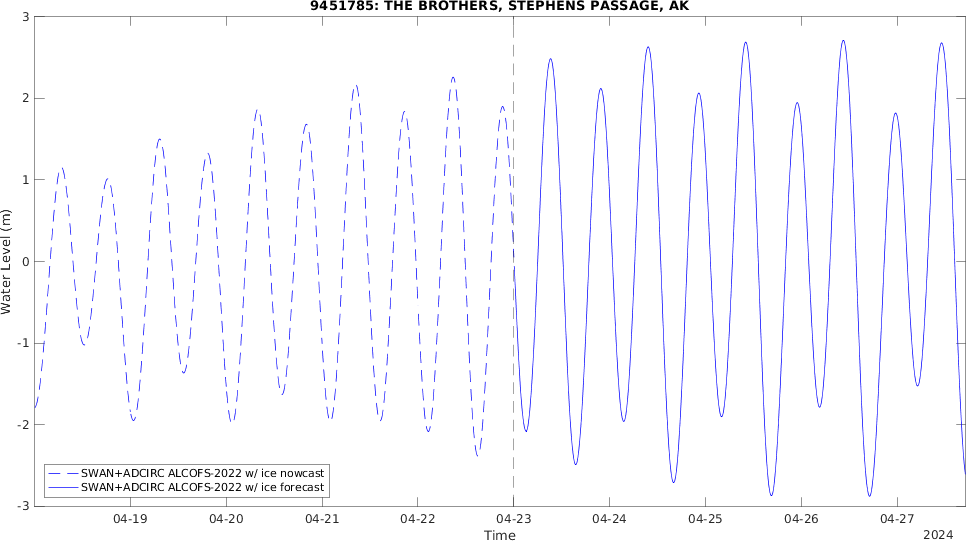 9451785: THE BROTHERS, STEPHENS PASSAGE, AK
3
2
1
0
-1
-2
-3
Water Level (m)
SWAN+ADCIRC ALCOFS-2022 w/ ice nowcast
SWAN+ADCIRC ALCOFS-2022 w/ ice forecast
04-19 04-20 04-21 04-22 04-23 04-24 04-25 04-26 04-27
Time
2024